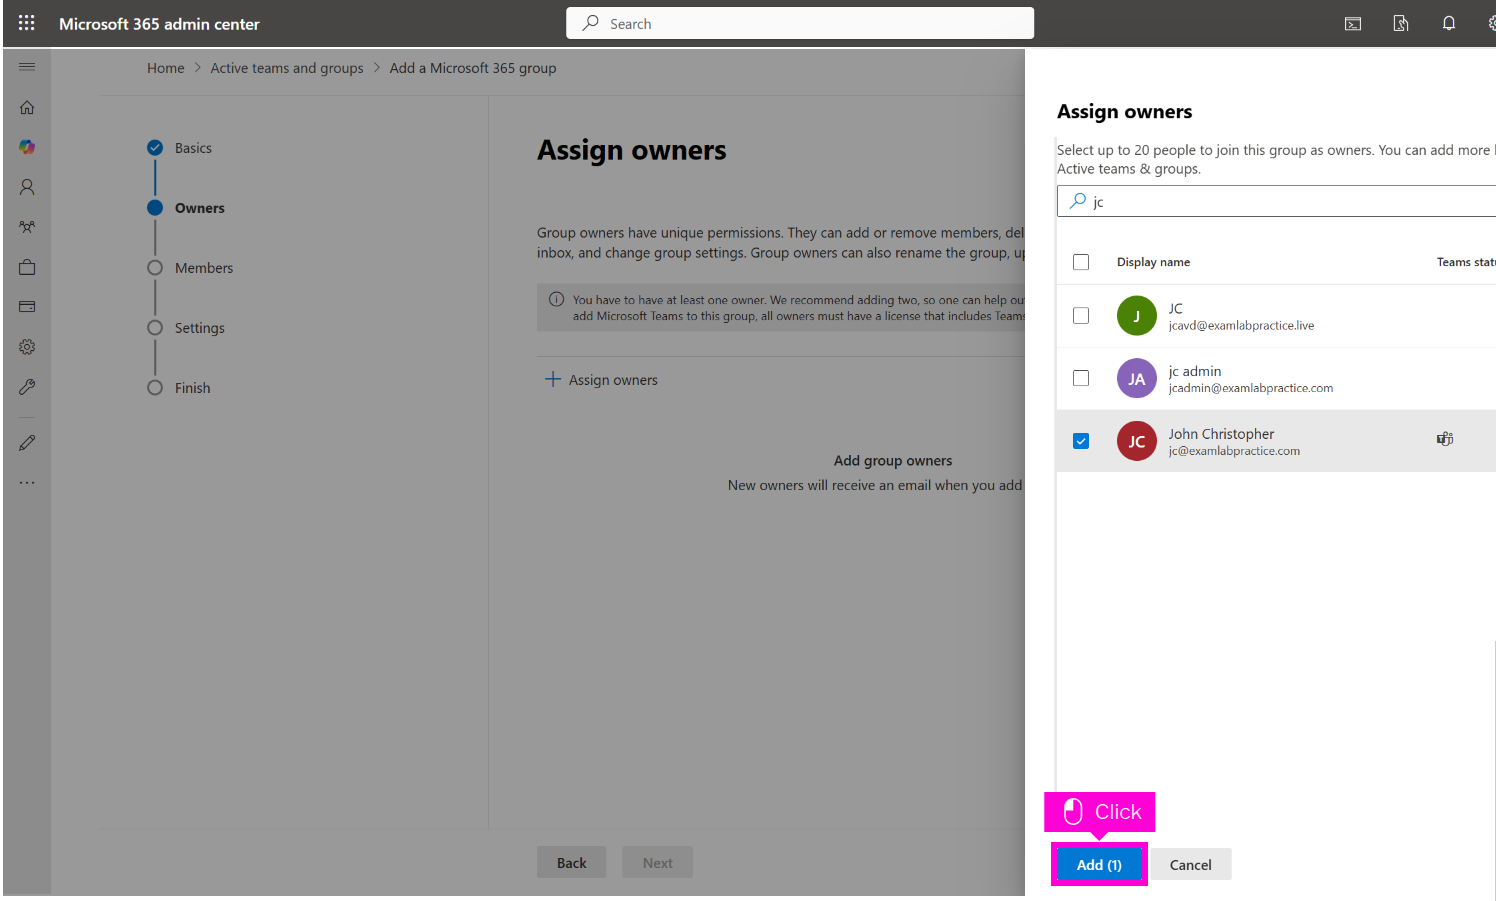 Microsoft 365 admin center
Search
Home > Active teams and groups > Add a Microsoft 365 group
Basics
Owners
Members
Settings
Finish
Assign owners
Group owners have unique permissions. They can add or remove members, del
inbox, and change group settings. Group owners can also rename the group, u
You have to have at least one owner. We recommend adding two, so one can help ou
add Microsoft Teams to this group, all owners must have a license that includes Teams
Assign owners
Add group owners
New owners will receive an email when you add
Back
Next
Assign owners
Select up to 20 people to join this group as owners. You can add more
Active teams & groups.
jc
Display name
Teams statu
J
JC
jcavd@examlabpractice.live
JA
jc admin
jcadmin@examlabpractice.com
JC
John Christopher
jc@examlabpractice.com
Click
Add (1)
Cancel